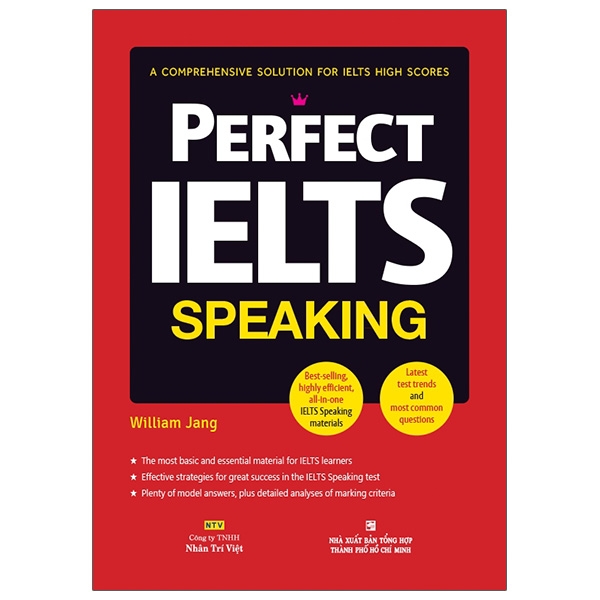 A COMPREHENSIVE SOLUTION FOR IELTS HIGH SCORES
PERFECT
IELTS
SPEAKING
Best-selling,
highly efficient,
all-in-one
IELTS Speaking
materials
Latest
test trends
and
most common
questions
William Jang
★ The most basic and essential material for IELTS learners
★ Effective strategies for great success in the IELTS Speaking test
★ Plenty of model answers, plus detailed analyses of marking criteria
NTV
Công ty TNHH
Nhân Trí Việt
NHÀ XUẤT BẢN TỔNG HỢP
THÀNH PHỐ HỒ CHÍ MINH